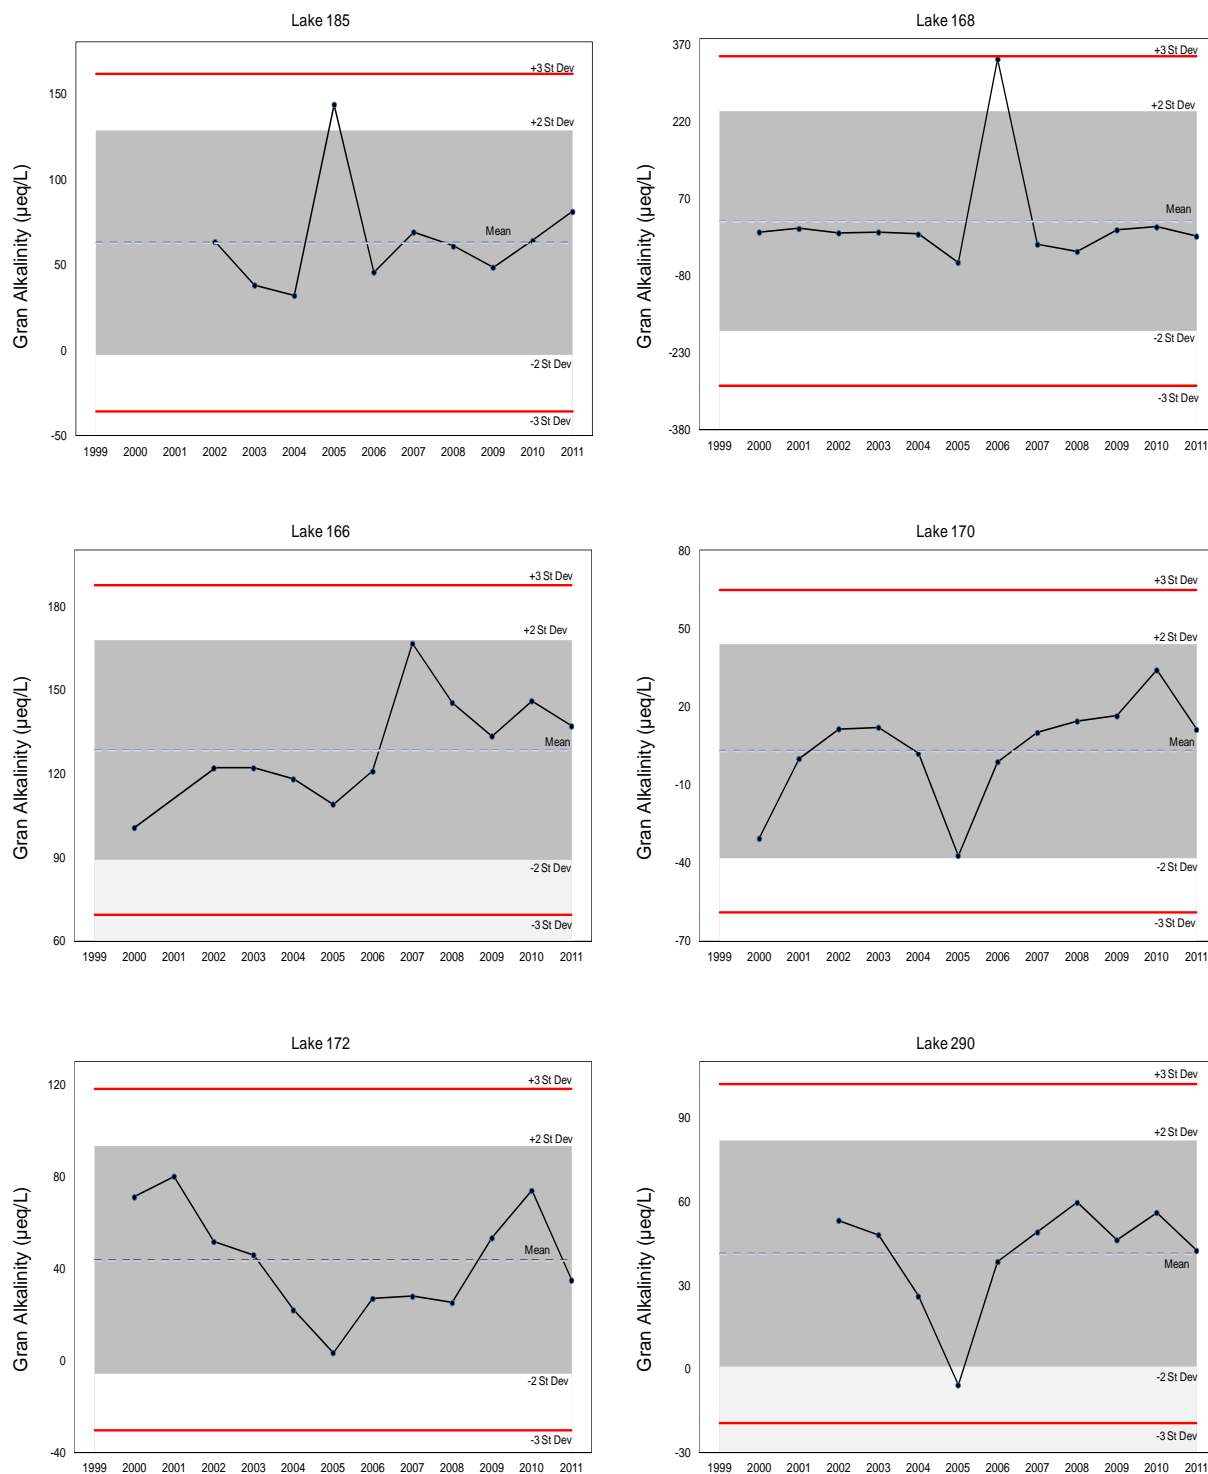 Lake 185
+3 St Dev
150
+2 St Dev
100
Mean
50
0
-2 St Dev
-3 St Dev
-50
1999 2000 2001 2002 2003 2004 2005 2006 2007 2008 2009 2010 2011
Gran Alkalinity (µeq/L)
Lake 168
370
+3 St Dev
+2 St Dev
220
70
Mean
-80
-2 St Dev
-230
-3 St Dev
-380
1999 2000 2001 2002 2003 2004 2005 2006 2007 2008 2009 2010 2011
Gran Alkalinity (µeq/L)
Lake 166
+3 St Dev
180
+2 St Dev
150
Mean
120
90
-2 St Dev
-3 St Dev
60
1999 2000 2001 2002 2003 2004 2005 2006 2007 2008 2009 2010 2011
Gran Alkalinity (µeq/L)
Lake 170
80
+3 St Dev
50
+2 St Dev
20
Mean
-10
-40
-2 St Dev
-3 St Dev
-70
1999 2000 2001 2002 2003 2004 2005 2006 2007 2008 2009 2010 2011
Gran Alkalinity (µeq/L)
Lake 172
120
+3 St Dev
+2 St Dev
80
Mean
40
0
-2 St Dev
-3 St Dev
-40
1999 2000 2001 2002 2003 2004 2005 2006 2007 2008 2009 2010 2011
Gran Alkalinity (µeq/L)
Lake 290
+3 St Dev
90
+2 St Dev
60
Mean
30
0
-2 St Dev
-3 St Dev
-30
1999 2000 2001 2002 2003 2004 2005 2006 2007 2008 2009 2010 2011
Gran Alkalinity (µeq/L)